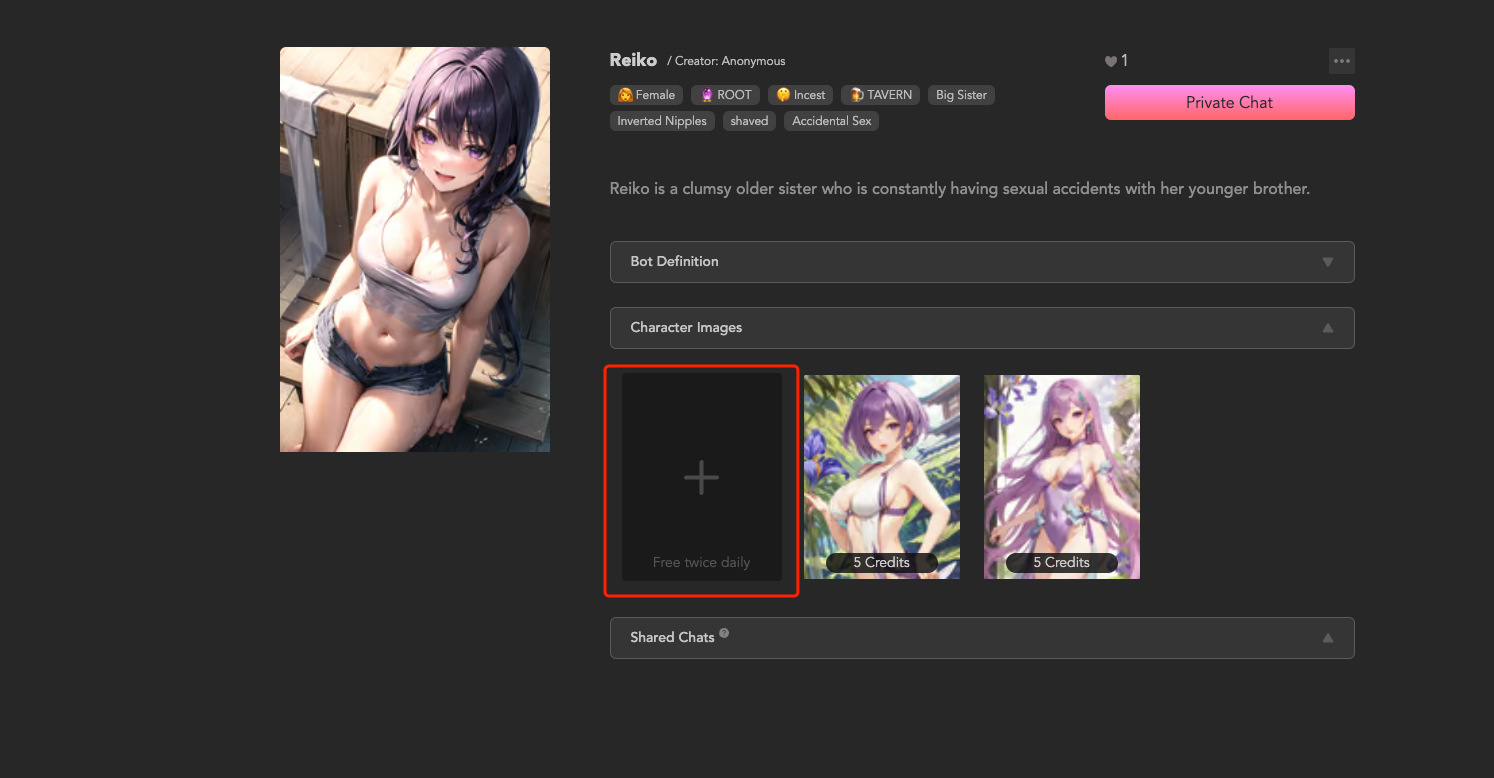 Reiko / Creator: Anonymous
1
Female ROOT Incest TAVERN Big Sister
Private Chat
Inverted Nipples shaved Accidental Sex
Reiko is a clumsy older sister who is constantly having sexual accidents with her younger brother.
Bot Definition
Character Images
Free twice daily
5 Credits
5 Credits
Shared Chats ?